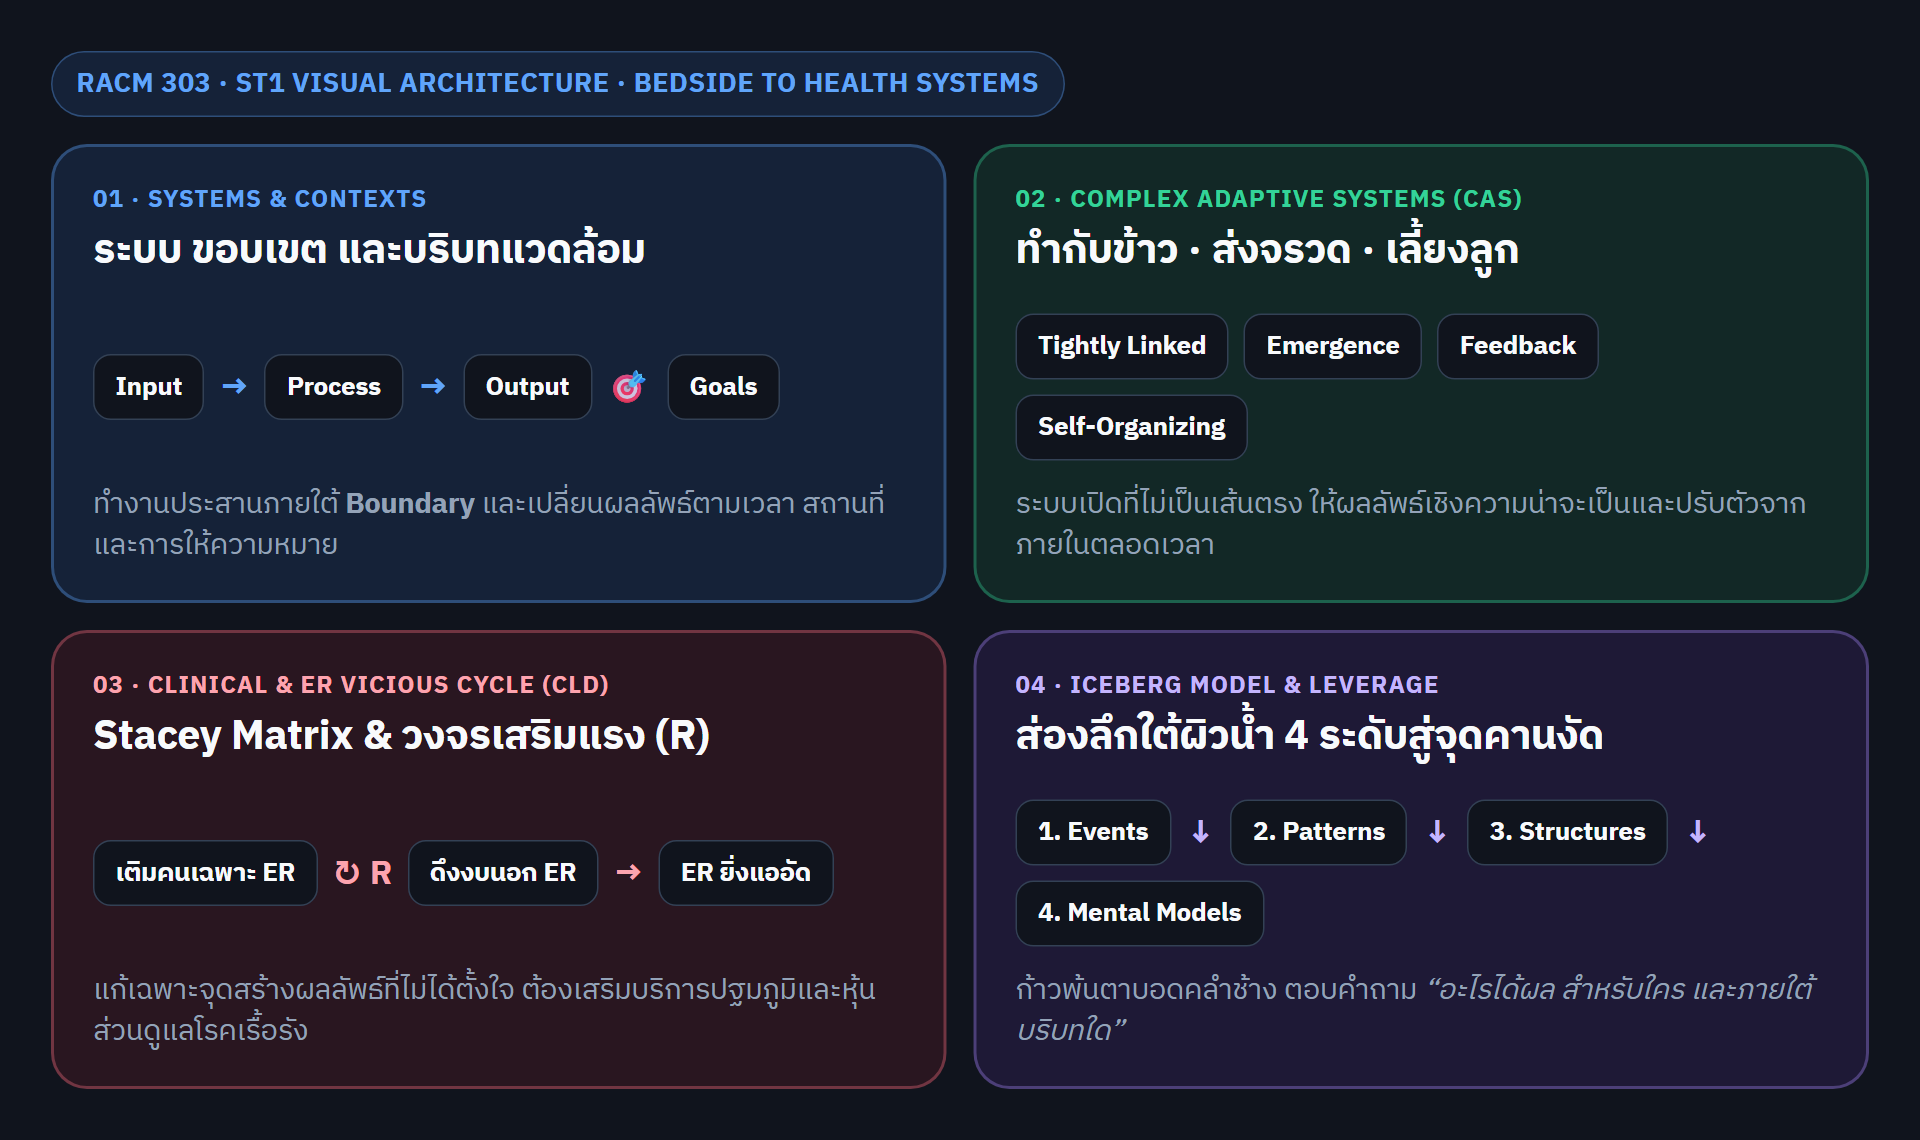 RACM 303 · ST1 VISUAL ARCHITECTURE · BEDSIDE TO HEALTH SYSTEMS
01 · SYSTEMS & CONTEXTS
ระบบ ขอบเขต และบริบทแวดล้อม
Input → Process → Output 🎯 Goals
ทำงานประสานภายใต้ Boundary และเปลี่ยนผลลัพธ์ตามเวลา สถานที่
และการให้ความหมาย
02 · COMPLEX ADAPTIVE SYSTEMS (CAS)
ทำกับข้าว · ส่งจรวด · เลี้ยงลูก
Tightly Linked Emergence Feedback
Self-Organizing
ระบบเปิดที่ไม่เป็นเส้นตรง ให้ผลลัพธ์เชิงความน่าจะเป็นและปรับตัวจาก
ภายในตลอดเวลา
03 · CLINICAL & ER VICIOUS CYCLE (CLD)
Stacey Matrix & วงจรเสริมแรง (R)
เติมคนเฉพาะ ER ↻ R ดึงงบนอก ER → ER ยิ่งแออัด
แก้เฉพาะจุดสร้างผลลัพธ์ที่ไม่ได้ตั้งใจ ต้องเสริมบริการปฐมภูมิและหุ้น
ส่วนดูแลโรคเรื้อรัง
04 · ICEBERG MODEL & LEVERAGE
ส่องลึกใต้ผิวน้ำ 4 ระดับสู่จุดคานงัด
1. Events ↓ 2. Patterns ↓ 3. Structures ↓
4. Mental Models
ก้าวพ้นตาบอดคลำช้าง ตอบคำถาม “อะไรได้ผล สำหรับใคร และภายใต้
บริบทใด”